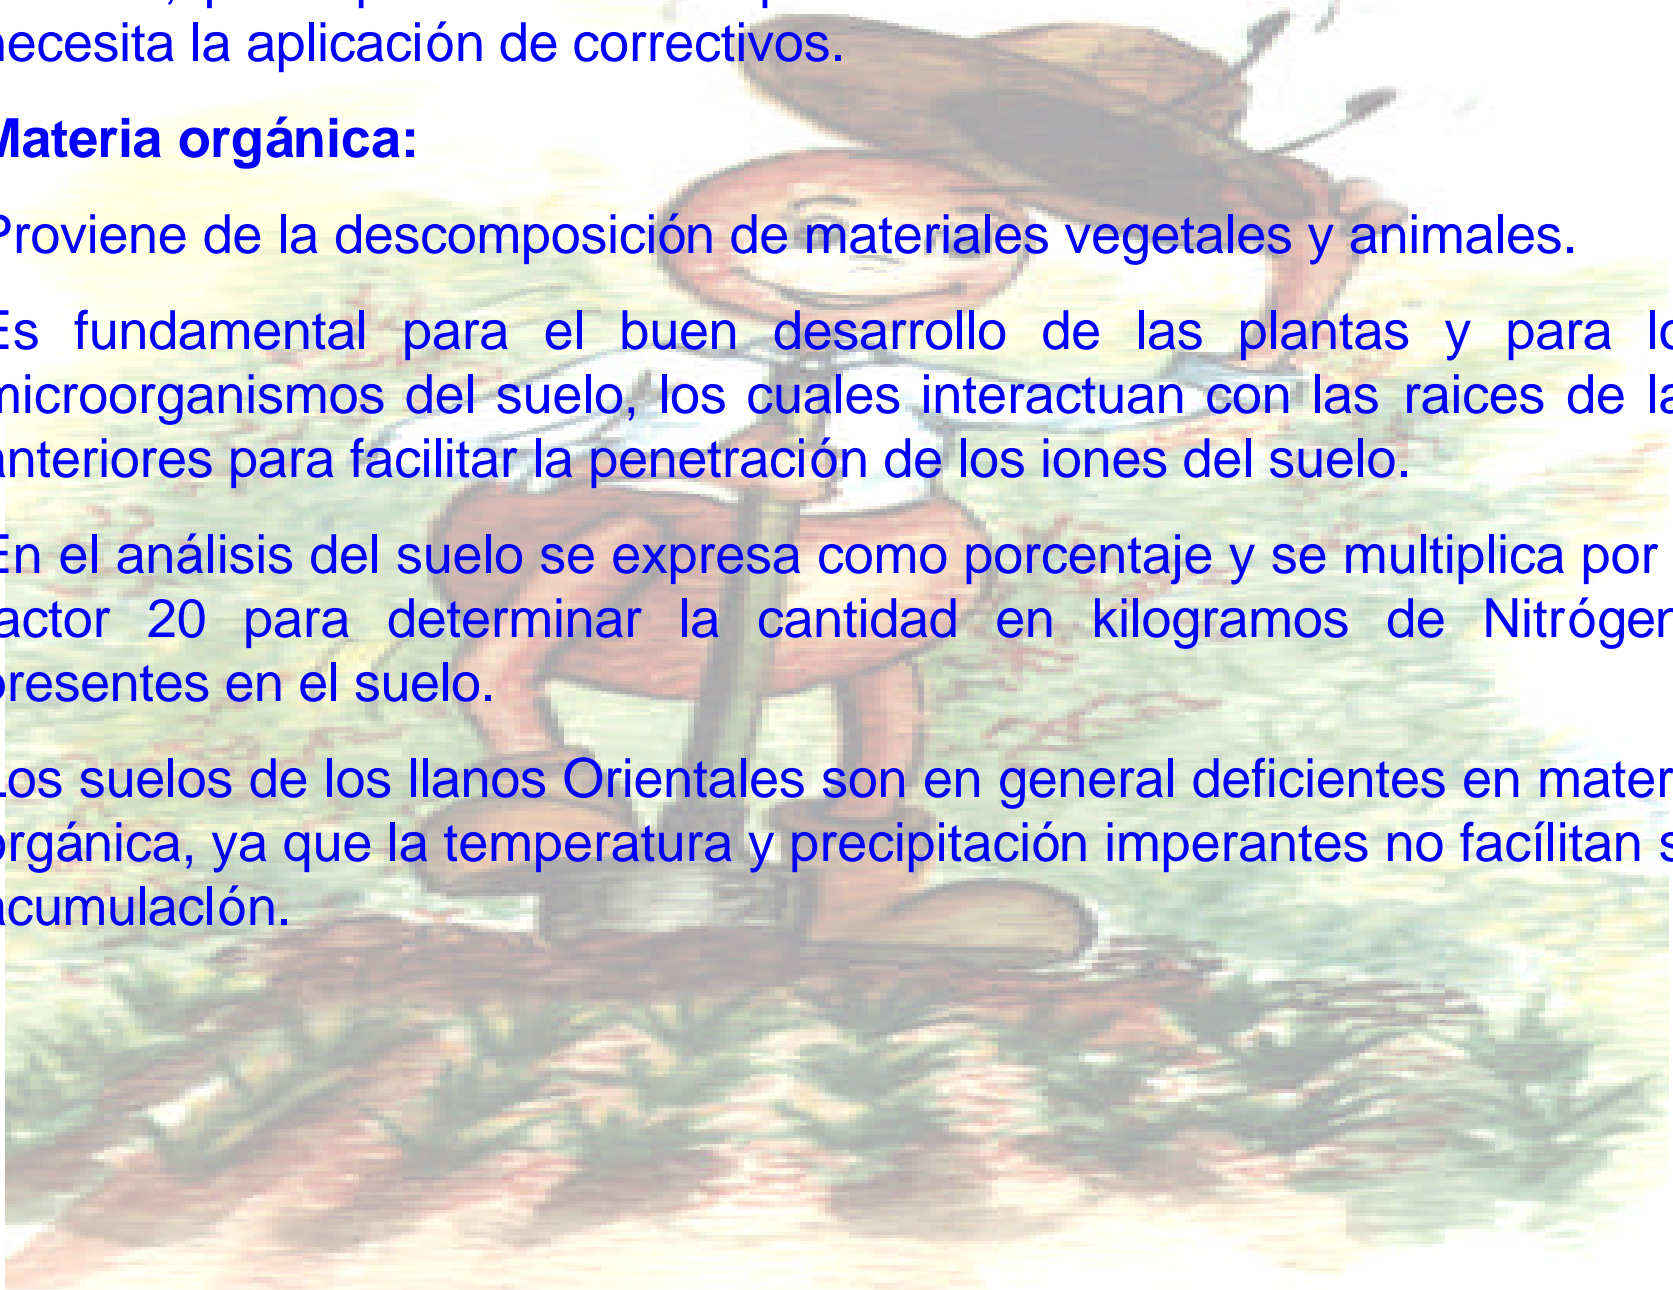 necesita la aplicación de correctivos.
Materia orgánica:
Proviene de la descomposición de materiales vegetales y animales.
Es fundamental para el buen desarrollo de las plantas y para lo
microorganismos del suelo, los cuales interactuan con las raices de la
anteriores para facilitar la penetración de los iones del suelo.
En el análisis del suelo se expresa como porcentaje y se multiplica por
factor 20 para determinar la cantidad en kilogramos de Nitrógen
presentes en el suelo.
Los suelos de los llanos Orientales son en general deficientes en mater
orgánica, ya que la temperatura y precipitación imperantes no facílitan s
acumulaclón.